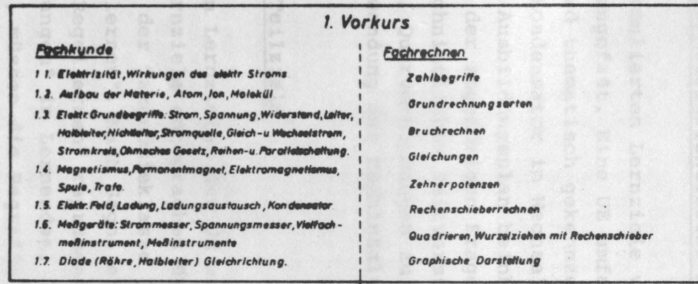 1. Vorkurs
Fachkunde
1 1. Elektrizität, Wirkungen des elektr Stroms
1.2. Aufbau der Materie, Atom, Ion, Molekül
1.3. Elektr. Grundbegriffe: Strom, Spannung, Widerstand, Leiter,
Halbleiter, Nichtleiter, Stromquelle, Gleich-u Wechselstrom,
Stromkreis, Ohmsches Gesetz, Reihen-u. Parallelschaltung.
1.4. Magnetismus, Permanentmagnet, Elektromagnetismus,
Spule, Trafo.
1.5. Elektr. Feld, Ladung, Ladungsaustausch, Kondensator
1.6. Meßgeräte: Strommesser, Spannungsmesser, Vielfach-
meßinstrument, Meßinstrumente
1.7. Diode (Röhre, Halbleiter) Gleichrichtung.
Fachrechnen
Zahlbegriffe
Grundrechnungsarten
Bruchrechnen
Gleichungen
Zehnerpotenzen
Rechenschieberrechnen
Quadrieren, Wurzelziehen mit Rechenschieber
Graphische Darstellung